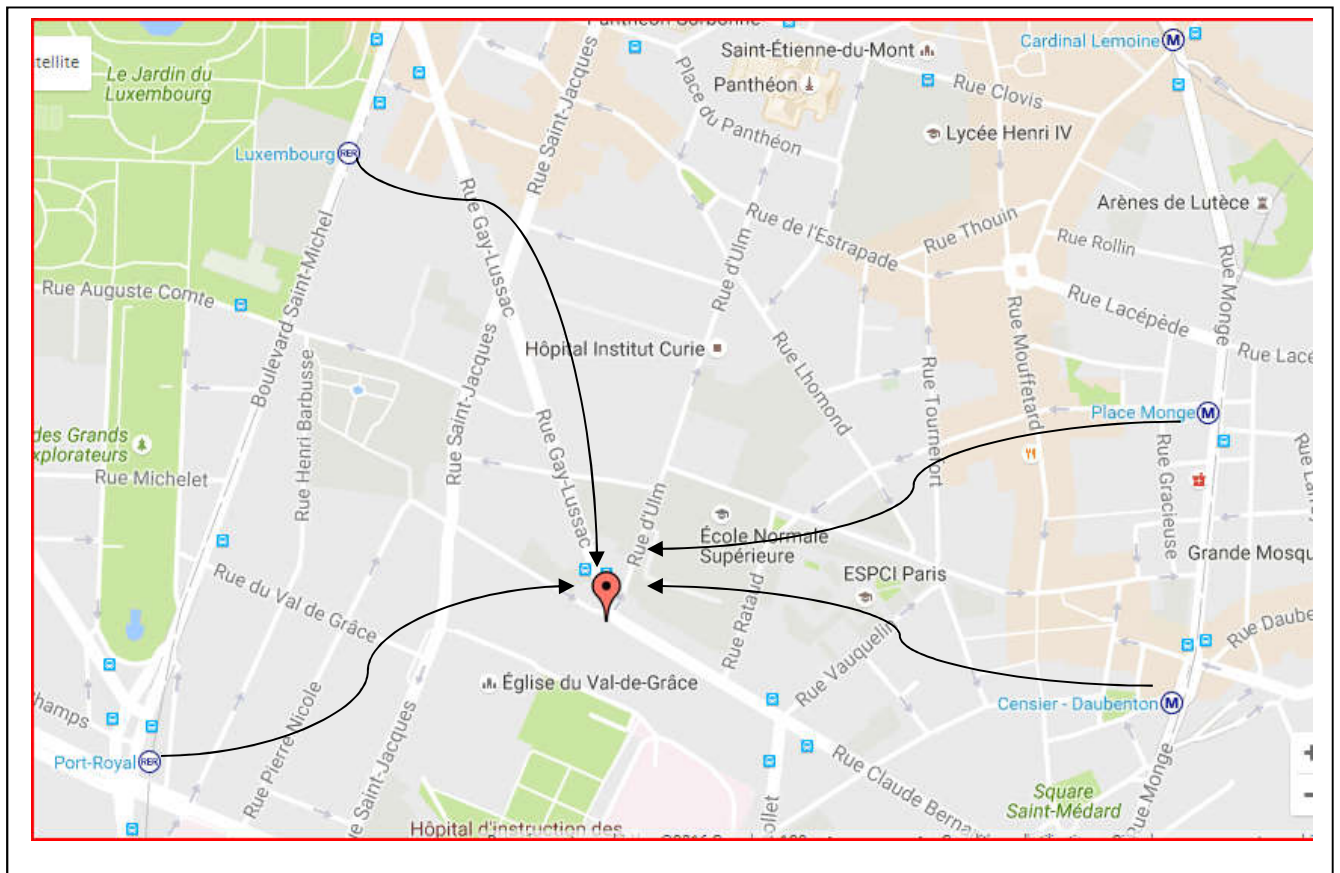 Panthéon Sorbonne
Saint-Étienne-du-Mont
Cardinal Lemoine M
tellite
Le Jardin du
Luxembourg
Panthéon
Rue Clovis
Place du Panthéon
Rue Saint-Jacques
Lycée Henri IV
Luxembourg RER
Rue Gay-Lussac
Arènes de Lutèce
Rue de l'Estrapade
Rue Thouin
Rue Rollin
Rue Monge
Boulevard Saint-Michel
Rue d'Ulm
Rue Auguste Comte
Rue Lacépède
Rue Mouffetard
Rue Lacé
Hôpital Institut Curie
Rue Saint-Jacques
Rue Henri Barbusse
Rue Lhomond
Rue Tournefort
Place Monge M
des Grands
xplorateurs
Rue Michelet
Rue Gay-Lussac
Rue Gracieuse
Rue d'Ulm
École Normale
Supérieure
Grande Mosqu
ESPCI Paris
Rue du Val de Grâce
Rue Rataud
Rue Vauquelin
Rue Daube
Église du Val-de-Grâce
Censier - Daubenton M
hamps
Port-Royal RER
Rue Pierre Nicole
e Saint-Jacques
Rue Claude Berna
Square
Saint-Médard
Rue Monge
ollet
Hôpital d'instruction des